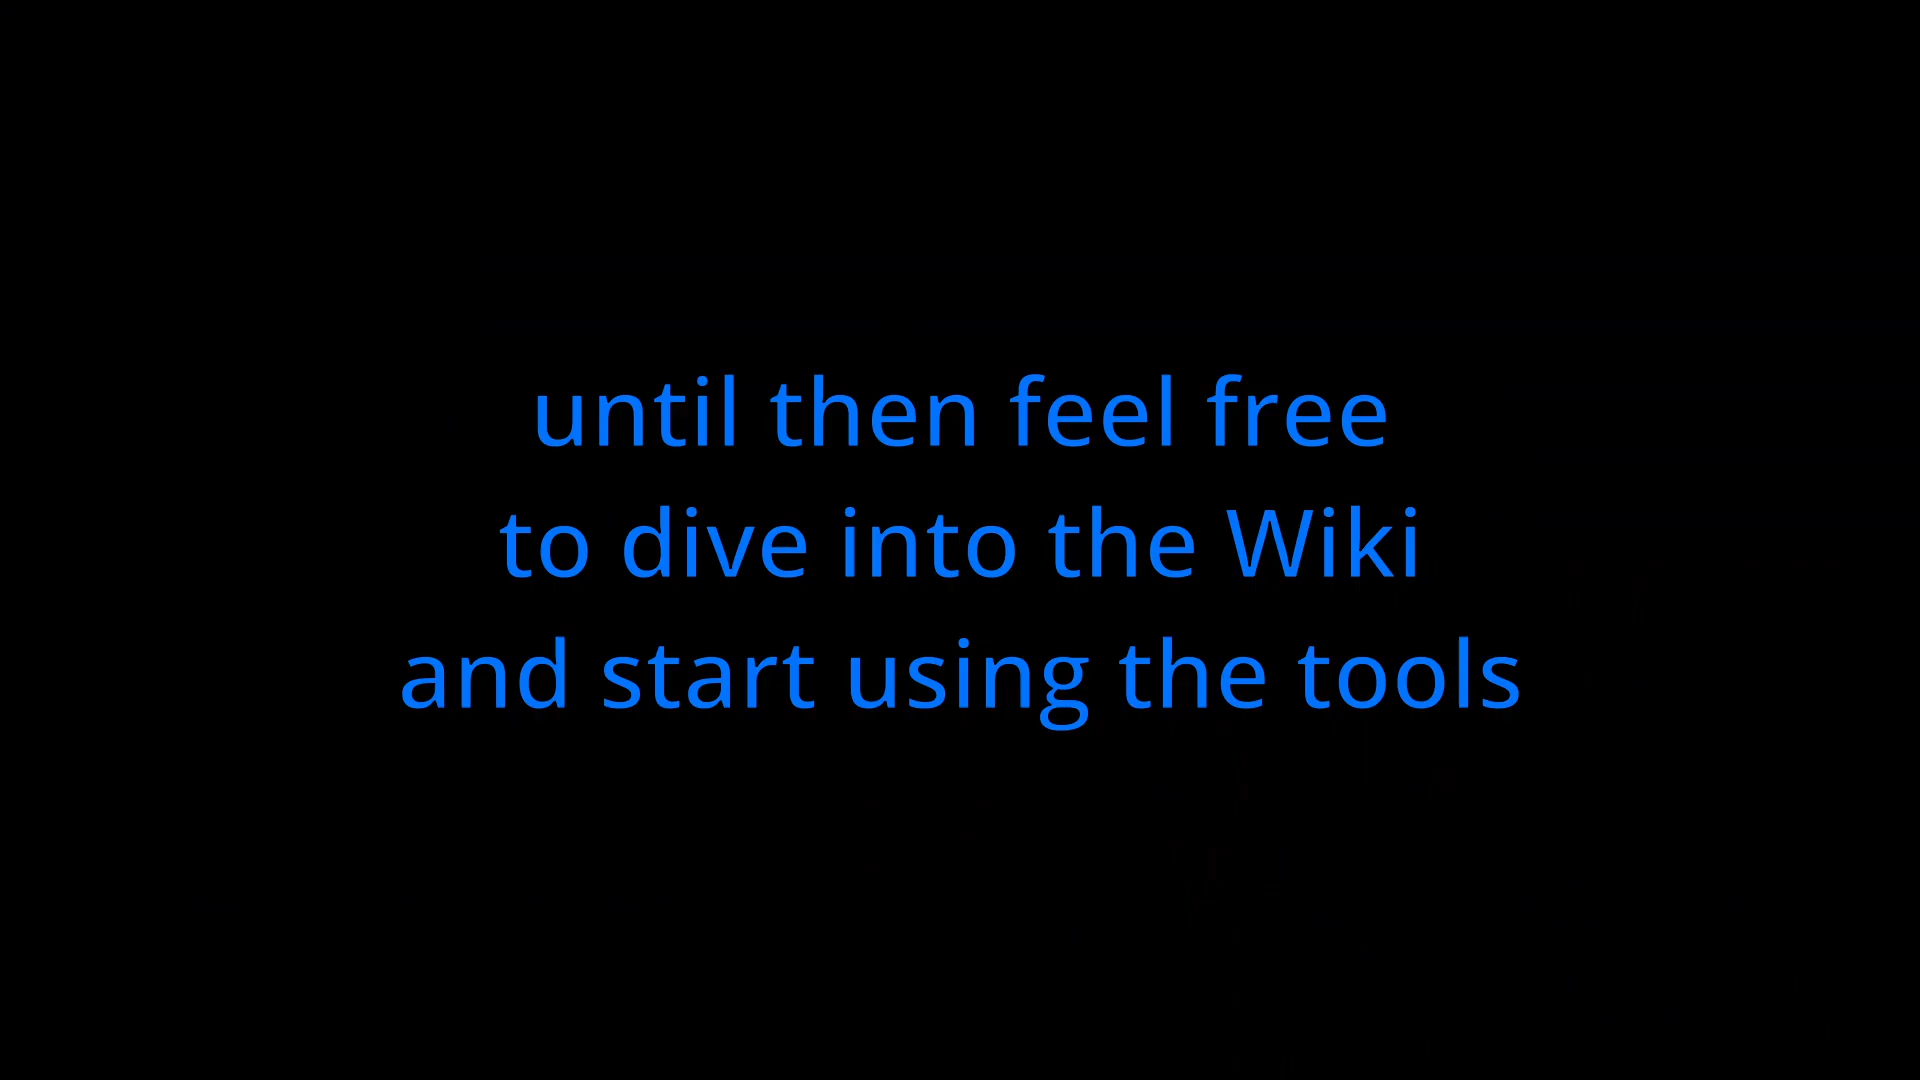 until then feel free
to dive into the Wiki
and start using the tools